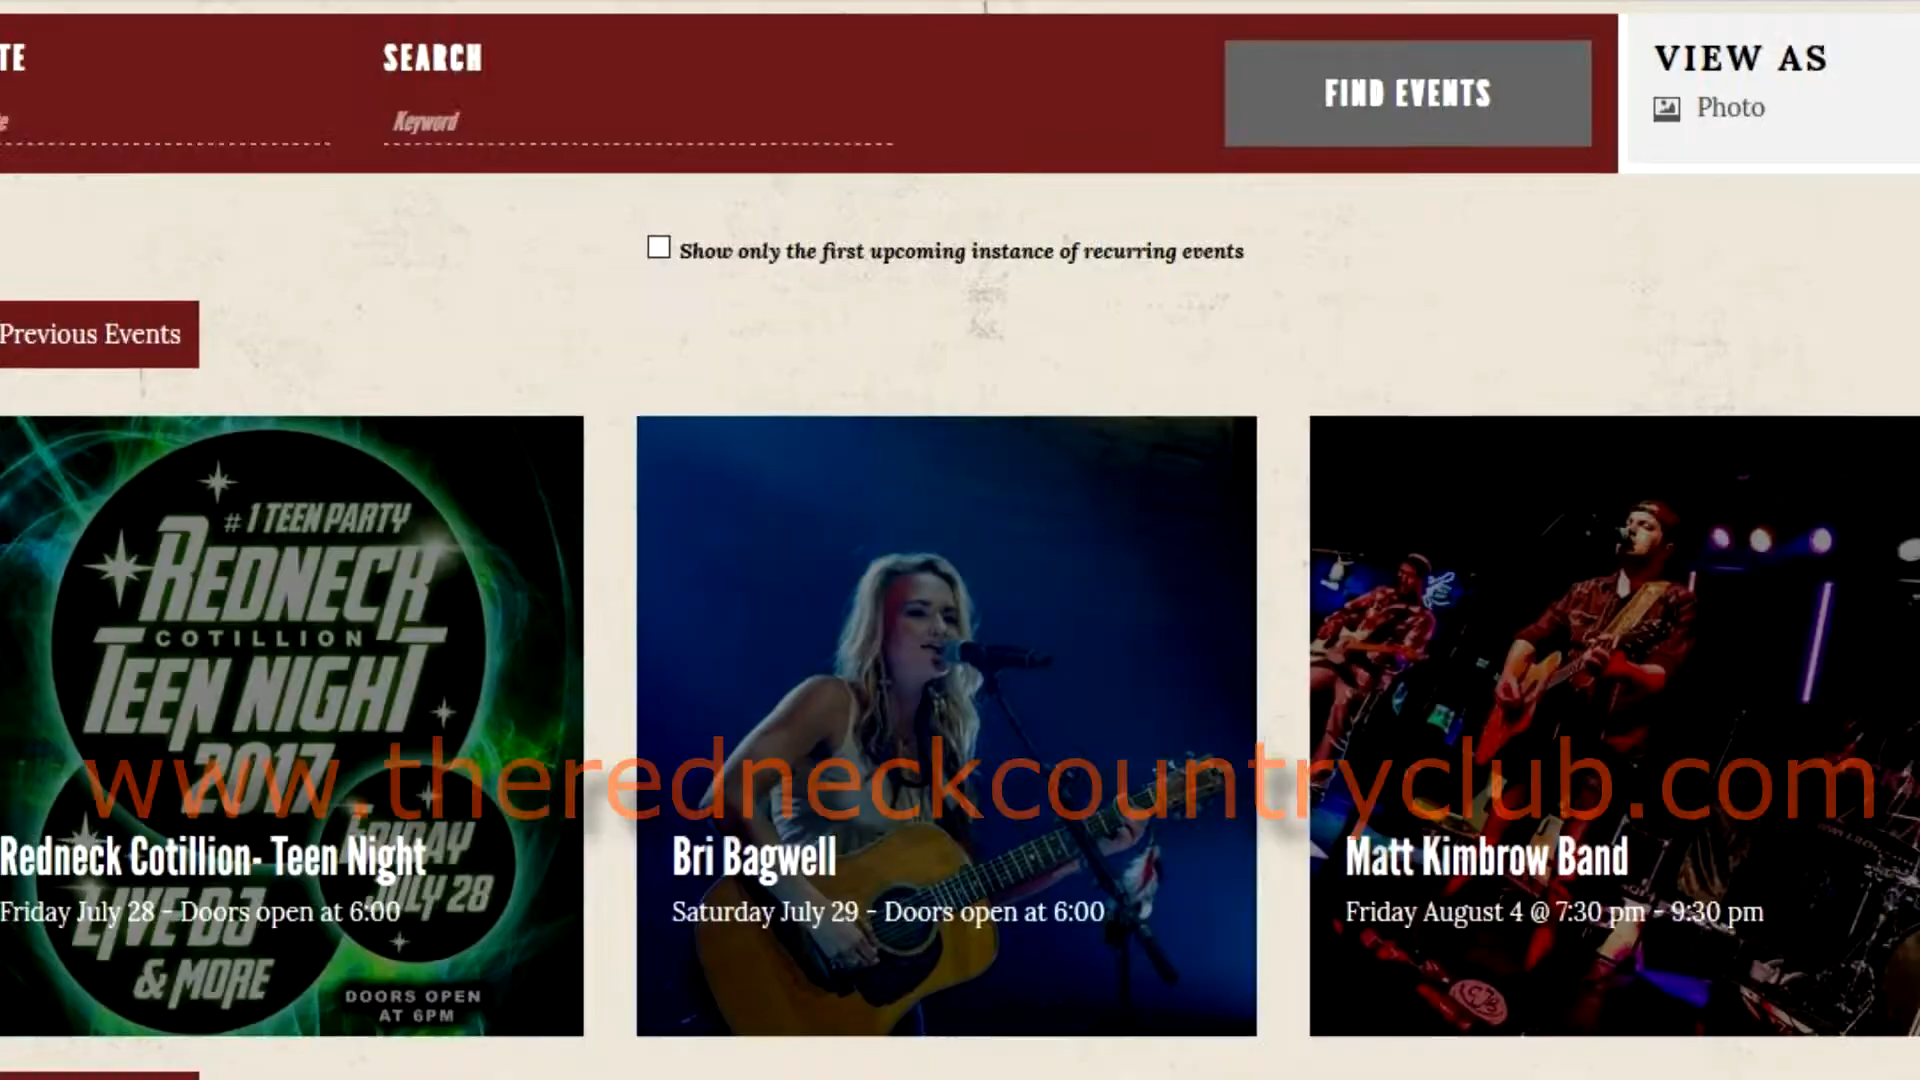 TE
SEARCH
Keyword
FIND EVENTS
VIEW AS
Photo
Show only the first upcoming instance of recurring events
Previous Events
# 1 TEEN PARTY
REDNECK
COTILLION
TEEN NIGHT
2017
FRIDAY
JULY 28
LIVE DJ
& MORE
DOORS OPEN
AT 6PM
www.theredneckcountryclub.com
Redneck Cotillion- Teen Night
Friday July 28 - Doors open at 6:00
Bri Bagwell
Saturday July 29 - Doors open at 6:00
Matt Kimbrow Band
Friday August 4 @ 7:30 pm - 9:30 pm